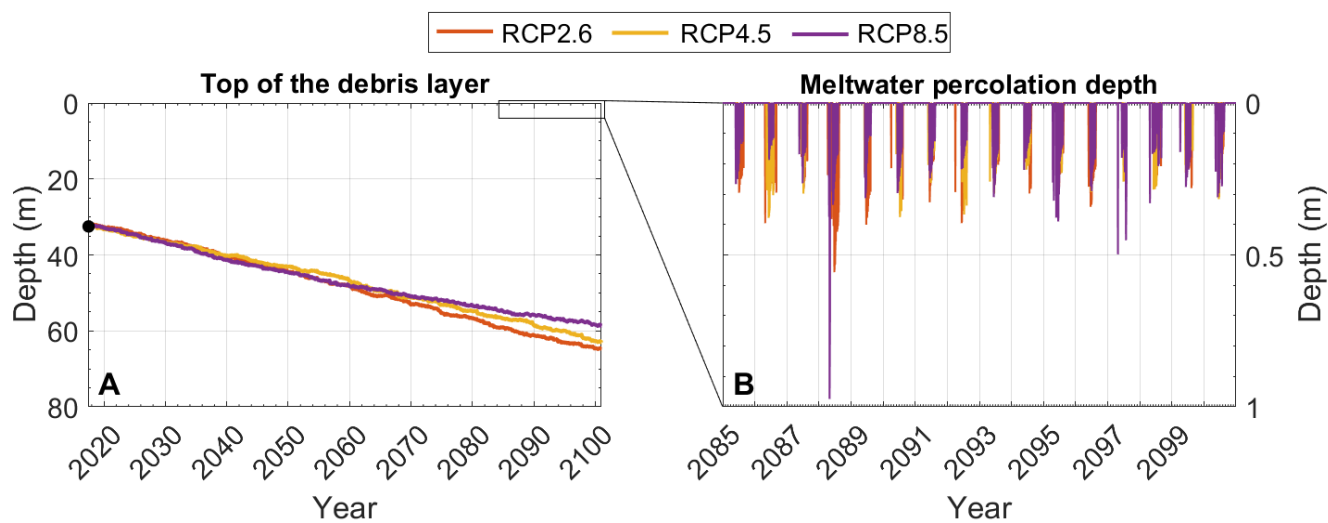 RCP2.6 RCP4.5 RCP8.5
Top of the debris layer
Meltwater percolation depth
0
20
40
60
80
Depth (m)
A
2020 2030 2040 2050 2060 2070 2080 2090 2100
Year
0
0.5
1
Depth (m)
B
2085 2087 2089 2091 2093 2095 2097 2099
Year